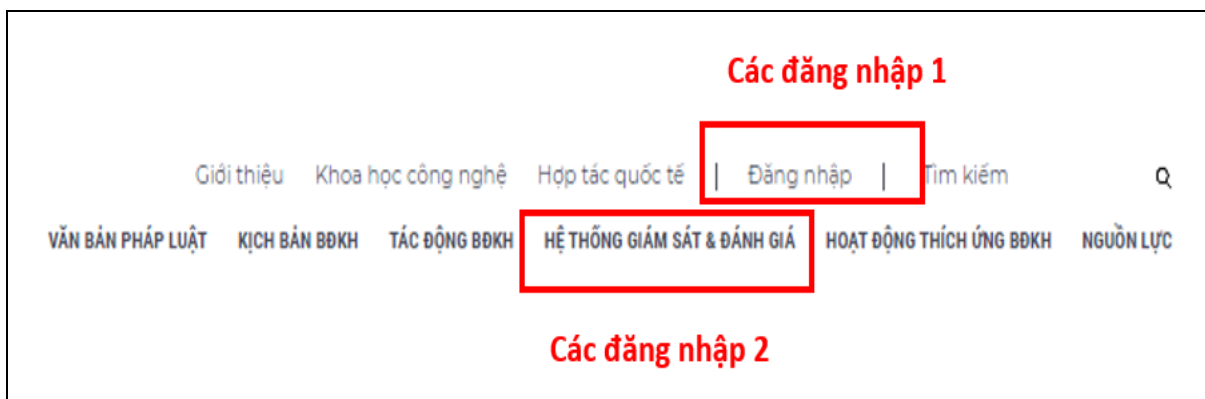 Các đăng nhập 1
Giới thiệu Khoa học công nghệ Hợp tác quốc tế | Đăng nhập | Tìm kiếm
VĂN BẢN PHÁP LUẬT KỊCH BẢN BĐKH TÁC ĐỘNG BĐKH HỆ THỐNG GIÁM SÁT & ĐÁNH GIÁ HOẠT ĐỘNG THÍCH ỨNG BĐKH NGUỒN LỰC
Các đăng nhập 2